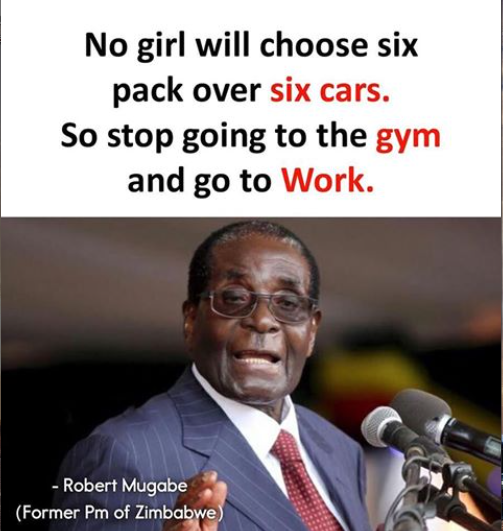 No girl will choose six
pack over six cars.
So stop going to the gym
and go to Work.
- Robert Mugabe
(Former Pm of Zimbabwe)